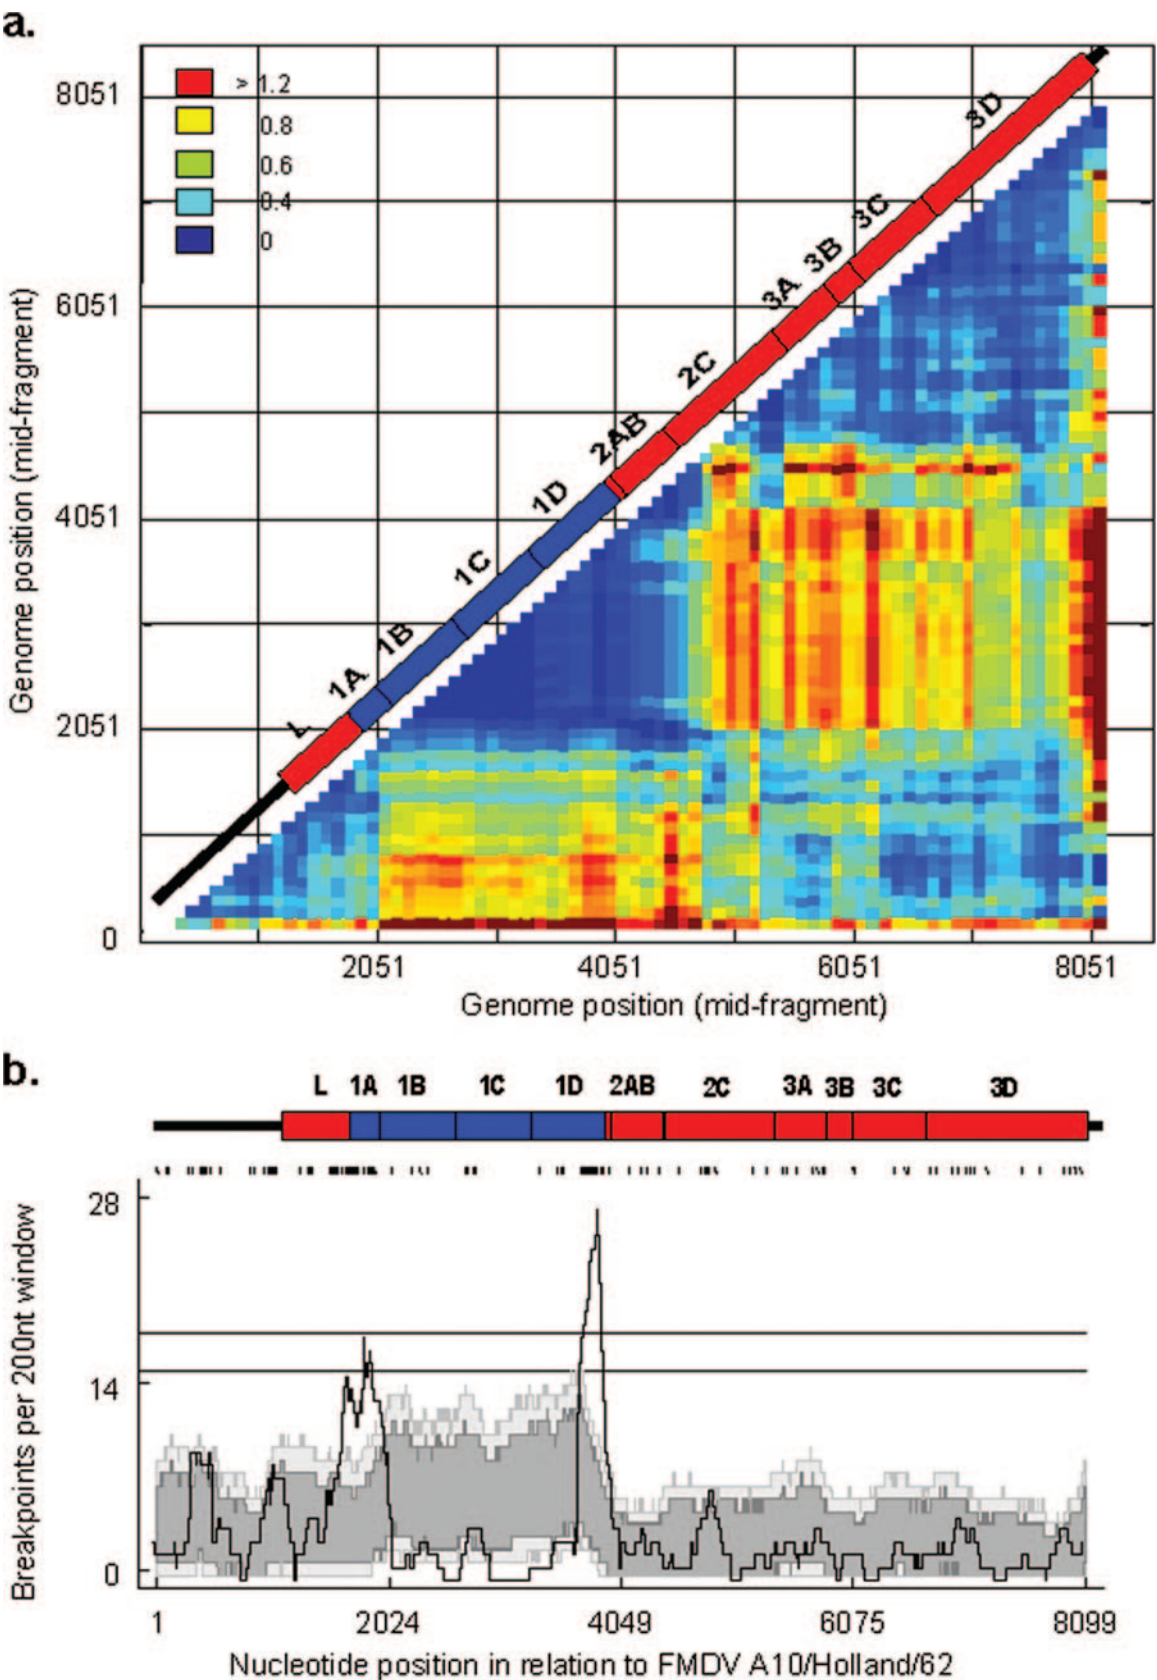 a.
> 1.2
0.8
0.6
0.4
0
8051
6051
4051
2051
0
Genome position (mid-fragment)
L
1A
1B
1C
1D
2AB
2C
3A
3B
3C
3D
2051 4051 6051 8051
Genome position (mid-fragment)
b.
L 1A 1B 1C 1D 2AB 2C 3A 3B 3C 3D
28
14
0
Breakpoints per 200nt window
1 2024 4049 6075 8099
Nucleotide position in relation to FMDV A10/Holland/62